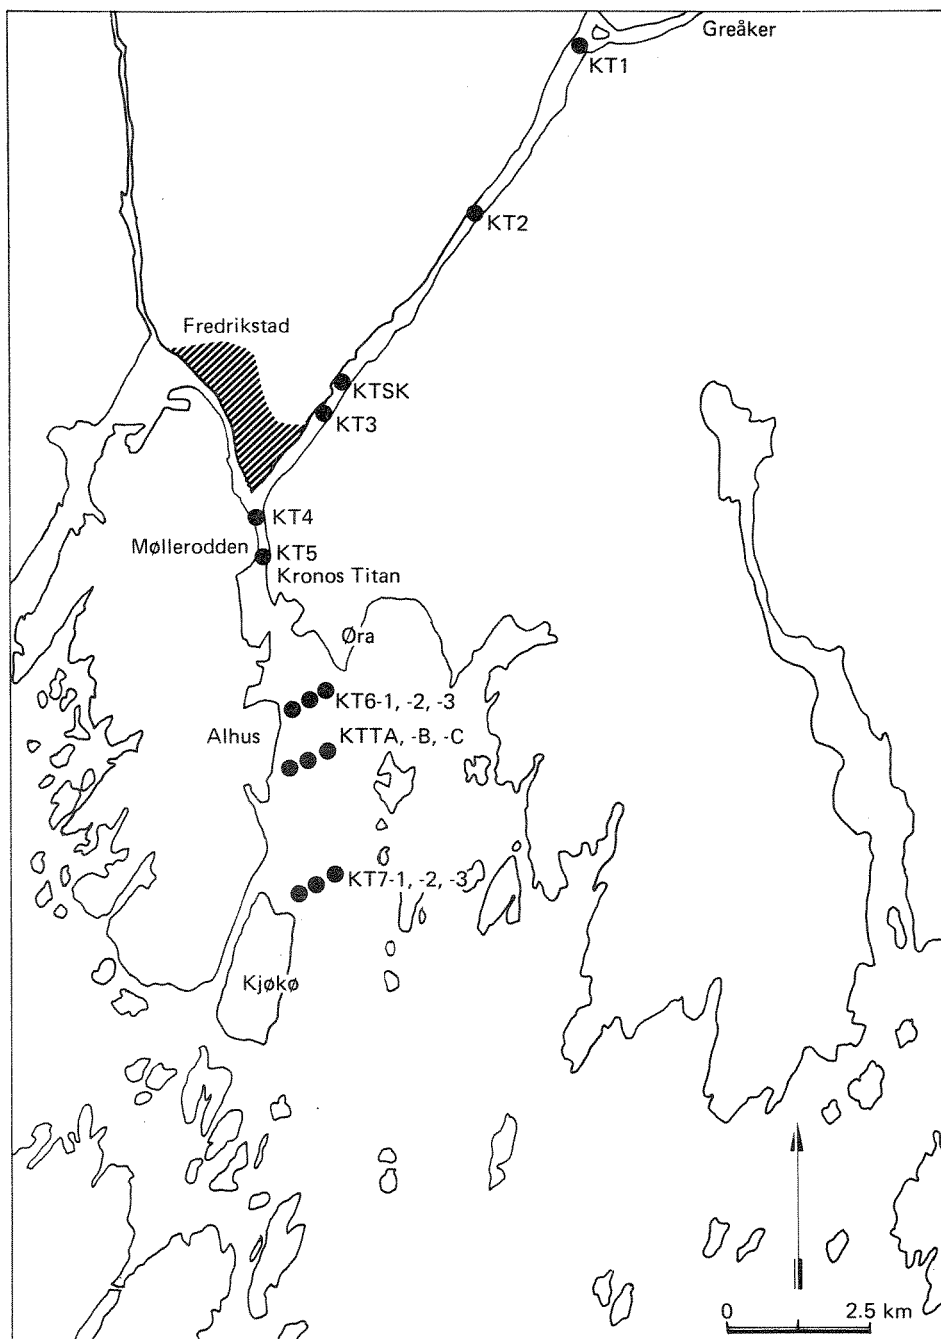 Greåker
KT1
KT2
Fredrikstad
KTSK
KT3
KT4
Møllerodden
KT5
Kronos Titan
Øra
KT6-1, -2, -3
Alhus
KTTA, -B, -C
KT7-1, -2, -3
Kjøkø
0 2.5 km